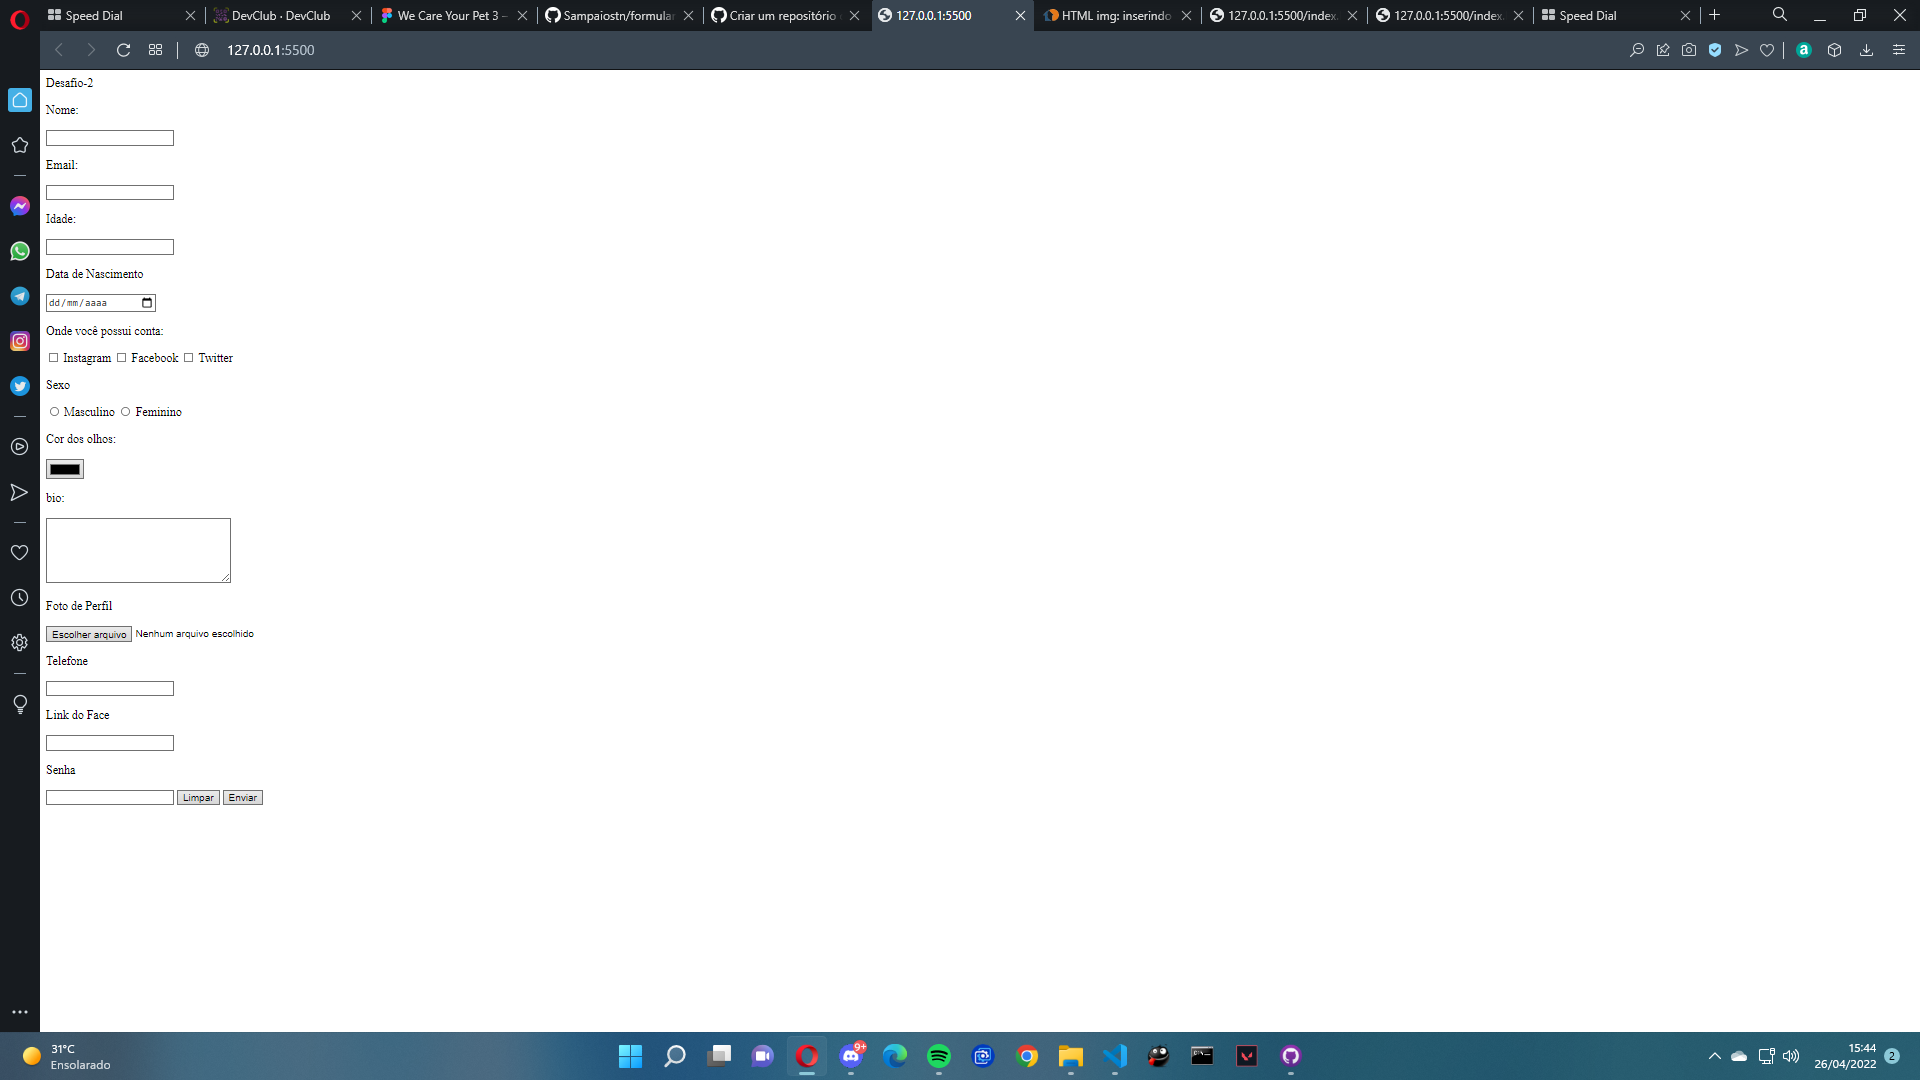 Speed Dial
DevClub · DevClub
We Care Your Pet 3 –
Sampaiostn/formular
Criar um repositório
127.0.0.1:5500
HTML img: inserindo
127.0.0.1:5500/index.
127.0.0.1:5500/index.
Speed Dial
127.0.0.1:5500
Desafio-2
Nome:
Email:
Idade:
Data de Nascimento
dd/mm/aaaa
Onde você possui conta:
Instagram Facebook Twitter
Sexo
Masculino Feminino
Cor dos olhos:
bio:
Foto de Perfil
Escolher arquivo Nenhum arquivo escolhido
Telefone
Link do Face
Senha
Limpar Enviar
31°C
Ensolarado
9+
15:44
26/04/2022
2